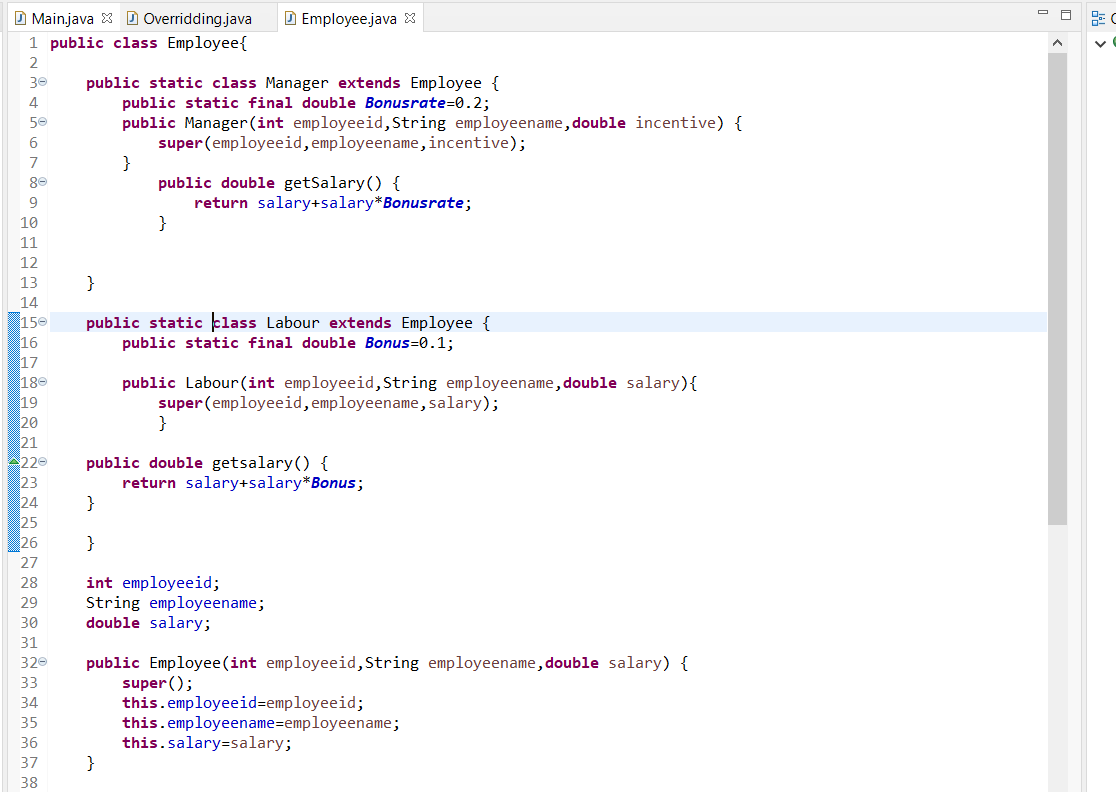 Main.java Overridding.java Employee.java
1 public class Employee{
2
3 public static class Manager extends Employee {
4 public static final double Bonusrate=0.2;
5 public Manager(int employeeid,String employeename,double incentive) {
6 super(employeeid,employeename,incentive);
7 }
8 public double getSalary() {
9 return salary+salary*Bonusrate;
10 }
11
12
13 }
14
15 public static class Labour extends Employee {
16 public static final double Bonus=0.1;
17
18 public Labour(int employeeid,String employeename,double salary){
19 super(employeeid,employeename,salary);
20 }
21
22 public double getsalary() {
23 return salary+salary*Bonus;
24 }
25
26 }
27
28 int employeeid;
29 String employeename;
30 double salary;
31
32 public Employee(int employeeid,String employeename,double salary) {
33 super();
34 this.employeeid=employeeid;
35 this.employeename=employeename;
36 this.salary=salary;
37 }
38